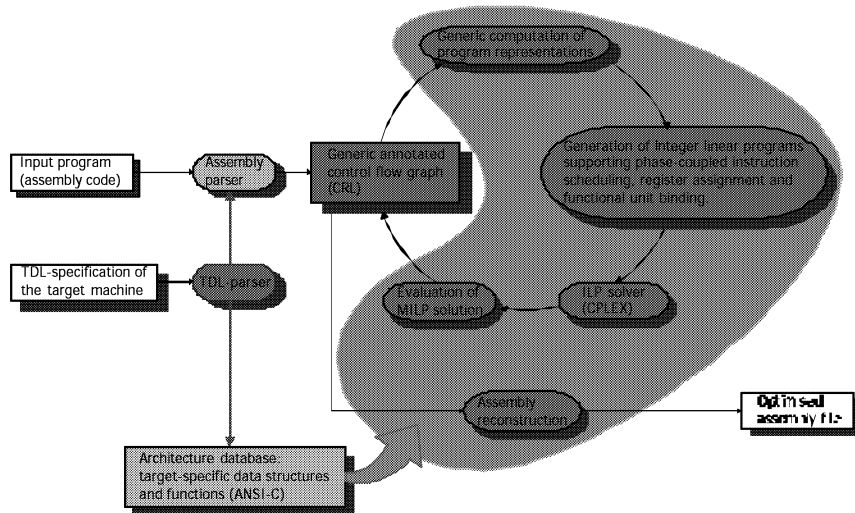 Generic computation of
program representations
Input program
(assembly code)
Assembly
parser
Generic annotated
control flow graph
(CRL)
Generation of Integer linear programs
supporting phase-coupled instruction
scheduling, register assignment and
functional unit binding.
TDL-specification of
the target machine
TDL-parser
Evaluation of
MILP solution
ILP solver
(CPLEX)
Assembly
reconstruction
Optimised
assembly file
Architecture database:
target-specific data structures
and functions (ANSI-C)